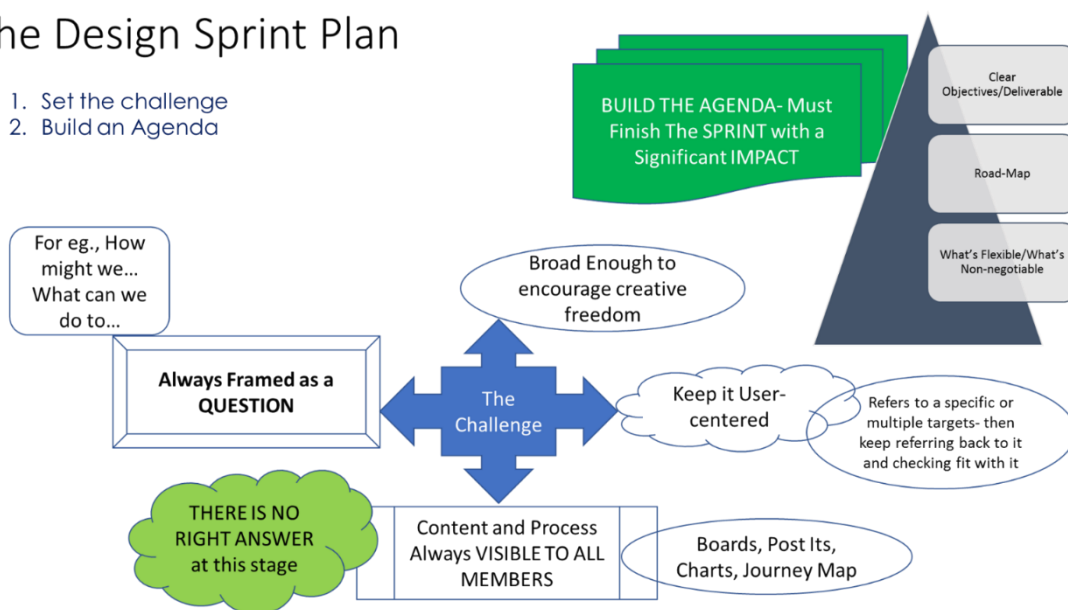 he Design Sprint Plan
1. Set the challenge
2. Build an Agenda
BUILD THE AGENDA- Must
Finish The SPRINT with a
Significant IMPACT
Clear
Objectives/Deliverable
Road-Map
What's Flexible/What's
Non-negotiable
For eg., How
might we...
What can we
do to...
Broad Enough to
encourage creative
freedom
Always Framed as a
QUESTION
The
Challenge
Keep it User-
centered
Refers to a specific or
multiple targets- then
keep referring back to it
and checking fit with it
THERE IS NO
RIGHT ANSWER
at this stage
Content and Process
Always VISIBLE TO ALL
MEMBERS
Boards, Post Its,
Charts, Journey Map